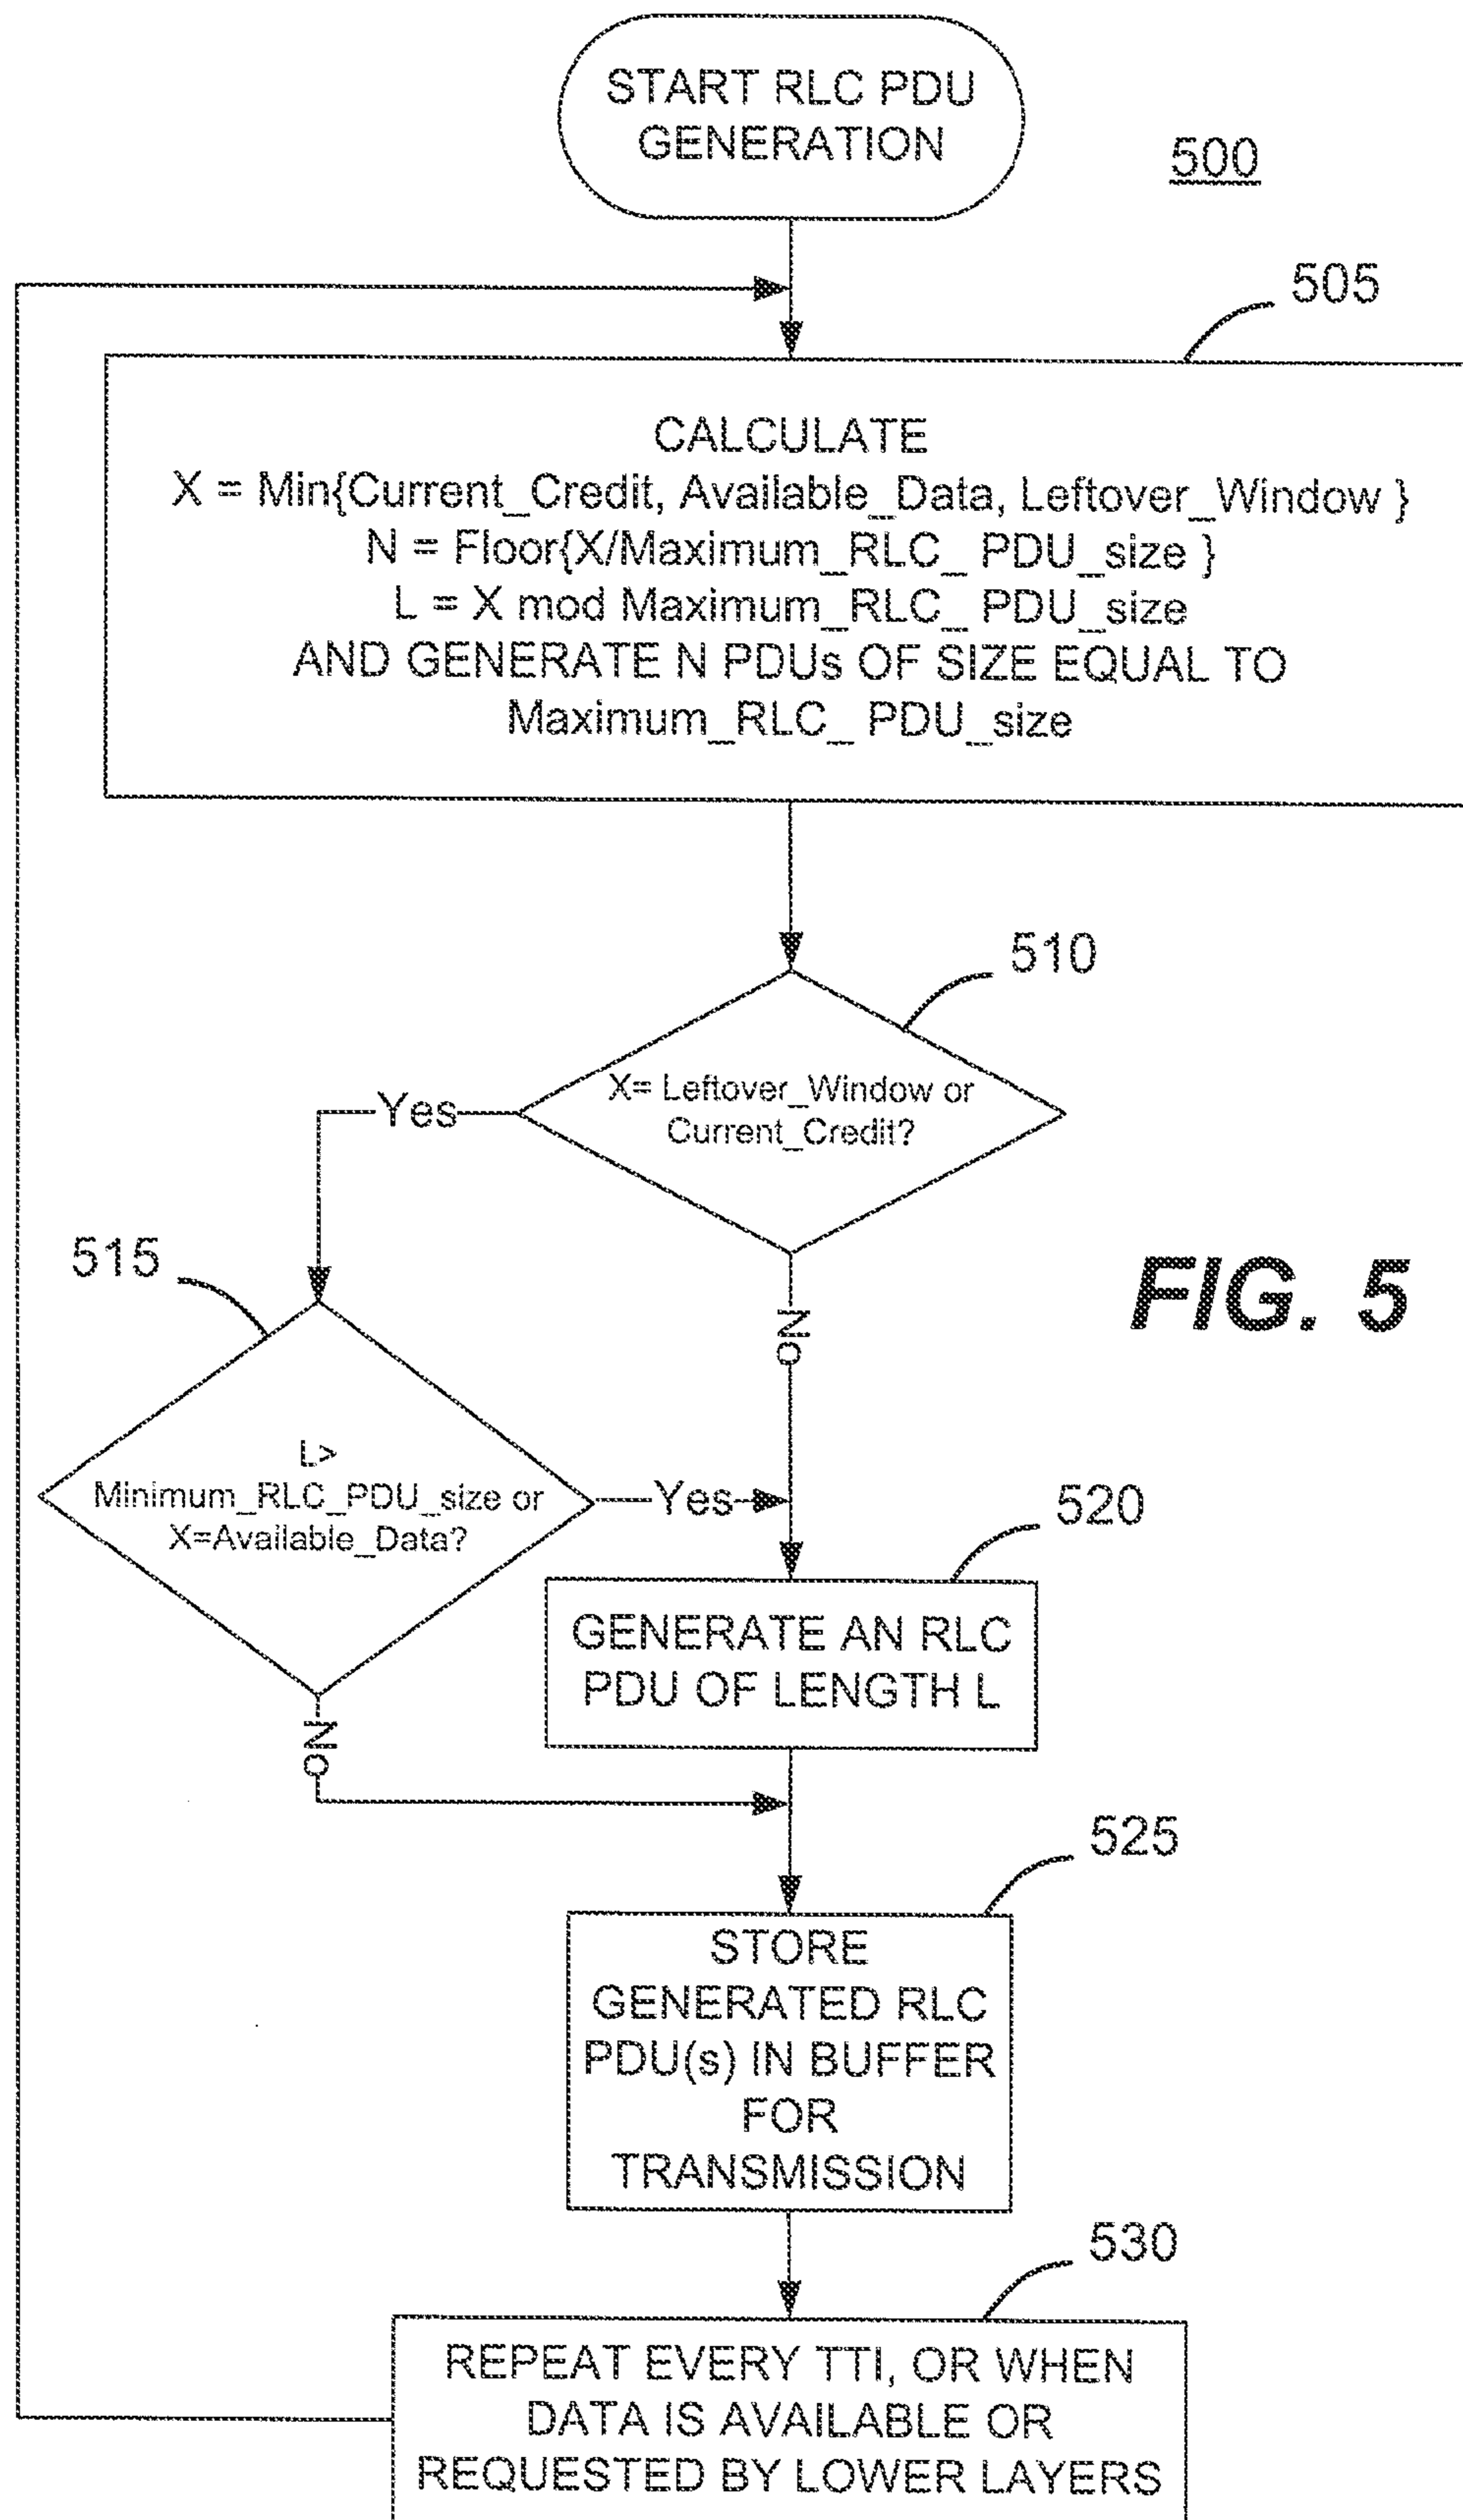 START RLC PDU
GENERATION
500
505
CALCULATE
X = Min{Current_Credit, Available_Data, Leftover_Window }
N = Floor{X/Maximum_RLC_ PDU_size }
L = X mod Maximum_RLC_ PDU_size
AND GENERATE N PDUs OF SIZE EQUAL TO
Maximum_RLC_ PDU_size
510
X= Leftover_Window or
Current_Credit?
Yes
No
515
FIG. 5
L>
Minimum_RLC_PDU_size or
X=Available_Data?
Yes
No
520
GENERATE AN RLC
PDU OF LENGTH L
525
STORE
GENERATED RLC
PDU(s) IN BUFFER
FOR
TRANSMISSION
530
REPEAT EVERY TTI, OR WHEN
DATA IS AVAILABLE OR
REQUESTED BY LOWER LAYERS